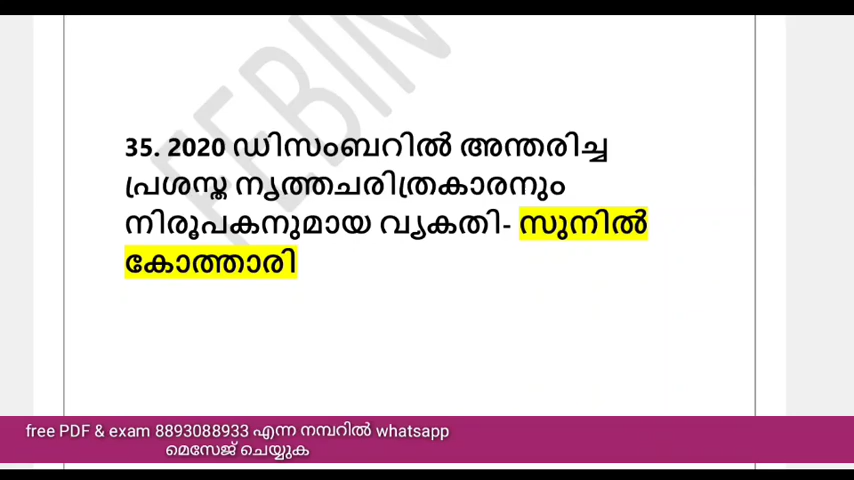 FEBIN
35. 2020 ഡിസംബറിൽ അന്തരിച്ച
പ്രശസ്ത നൃത്തചരിത്രകാരനും
നിരൂപകനുമായ വ്യകതി- സുനിൽ
കോത്താരി
free PDF & exam 8893088933 എന്ന നമ്പറിൽ whatsapp
മെസേജ് ചെയ്യുക